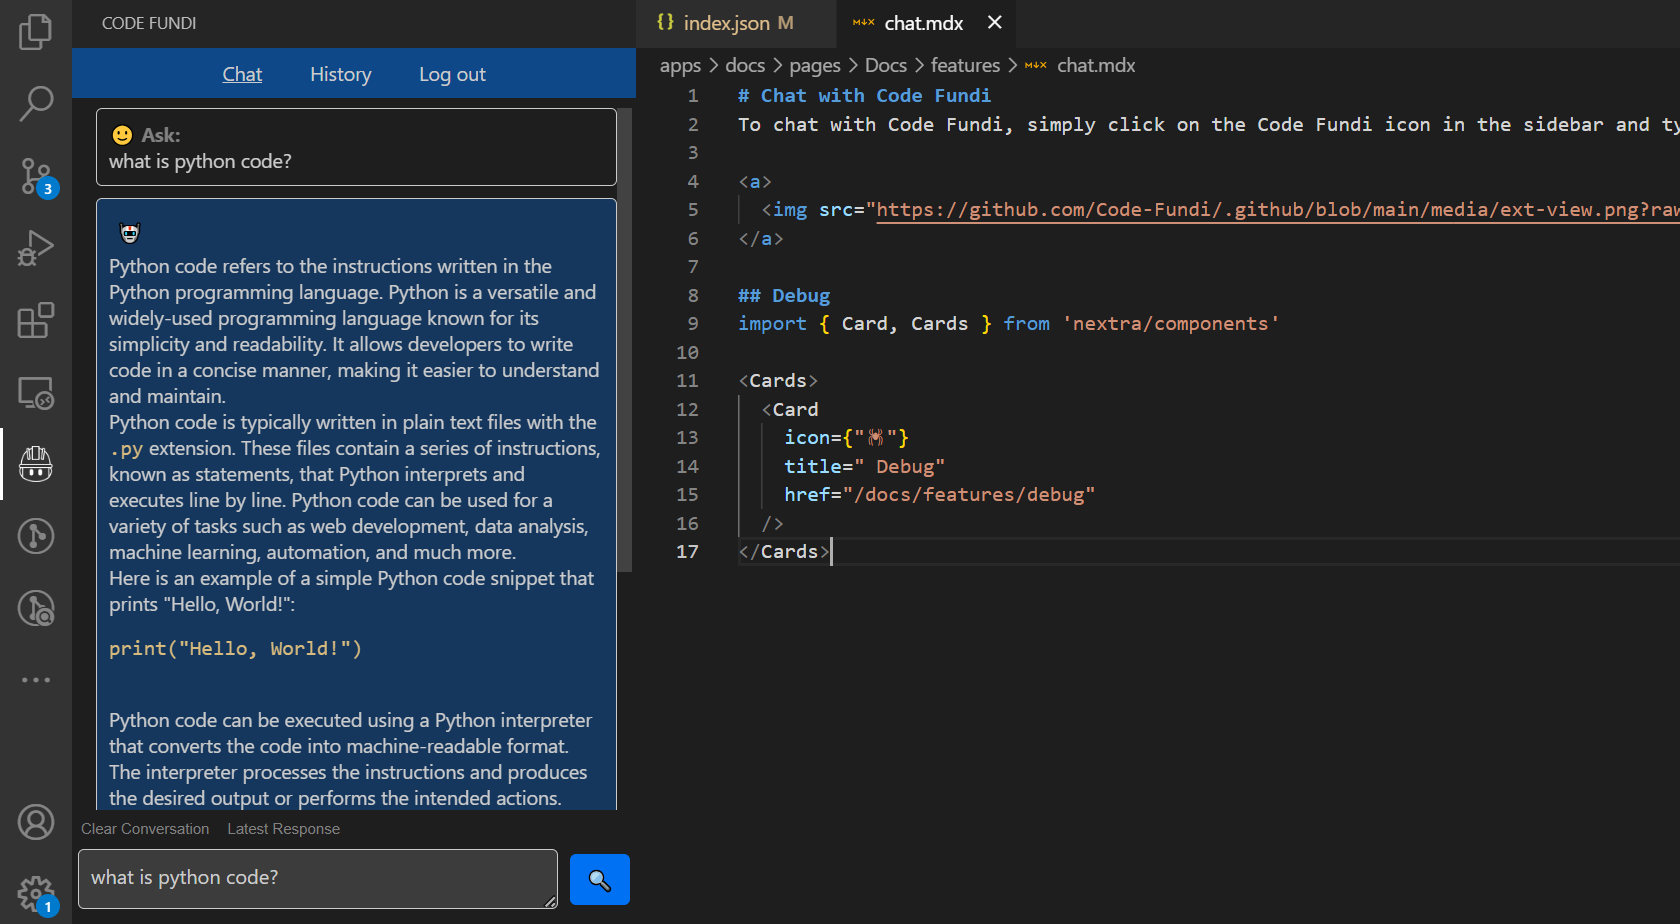 CODE FUNDI
Chat History Log out
Ask:
what is python code?
Python code refers to the instructions written in the
Python programming language. Python is a versatile and
widely-used programming language known for its
simplicity and readability. It allows developers to write
code in a concise manner, making it easier to understand
and maintain.
Python code is typically written in plain text files with the
.py extension. These files contain a series of instructions,
known as statements, that Python interprets and
executes line by line. Python code can be used for a
variety of tasks such as web development, data analysis,
machine learning, automation, and much more.
Here is an example of a simple Python code snippet that
prints "Hello, World!":
print("Hello, World!")
Python code can be executed using a Python interpreter
that converts the code into machine-readable format.
The interpreter processes the instructions and produces
the desired output or performs the intended actions.
Clear Conversation Latest Response
what is python code?
3
1
{} index.json M chat.mdx ×
apps > docs > pages > Docs > features > chat.mdx
1 # Chat with Code Fundi
2 To chat with Code Fundi, simply click on the Code Fundi icon in the sidebar and ty
3
4 <a>
5 <img src="https://github.com/Code-Fundi/.github/blob/main/media/ext-view.png?raw
6 </a>
7
8 ## Debug
9 import { Card, Cards } from 'nextra/components'
10
11 <Cards>
12 <Card
13 icon={"🕷"}
14 title=" Debug"
15 href="/docs/features/debug"
16 />
17 </Cards>